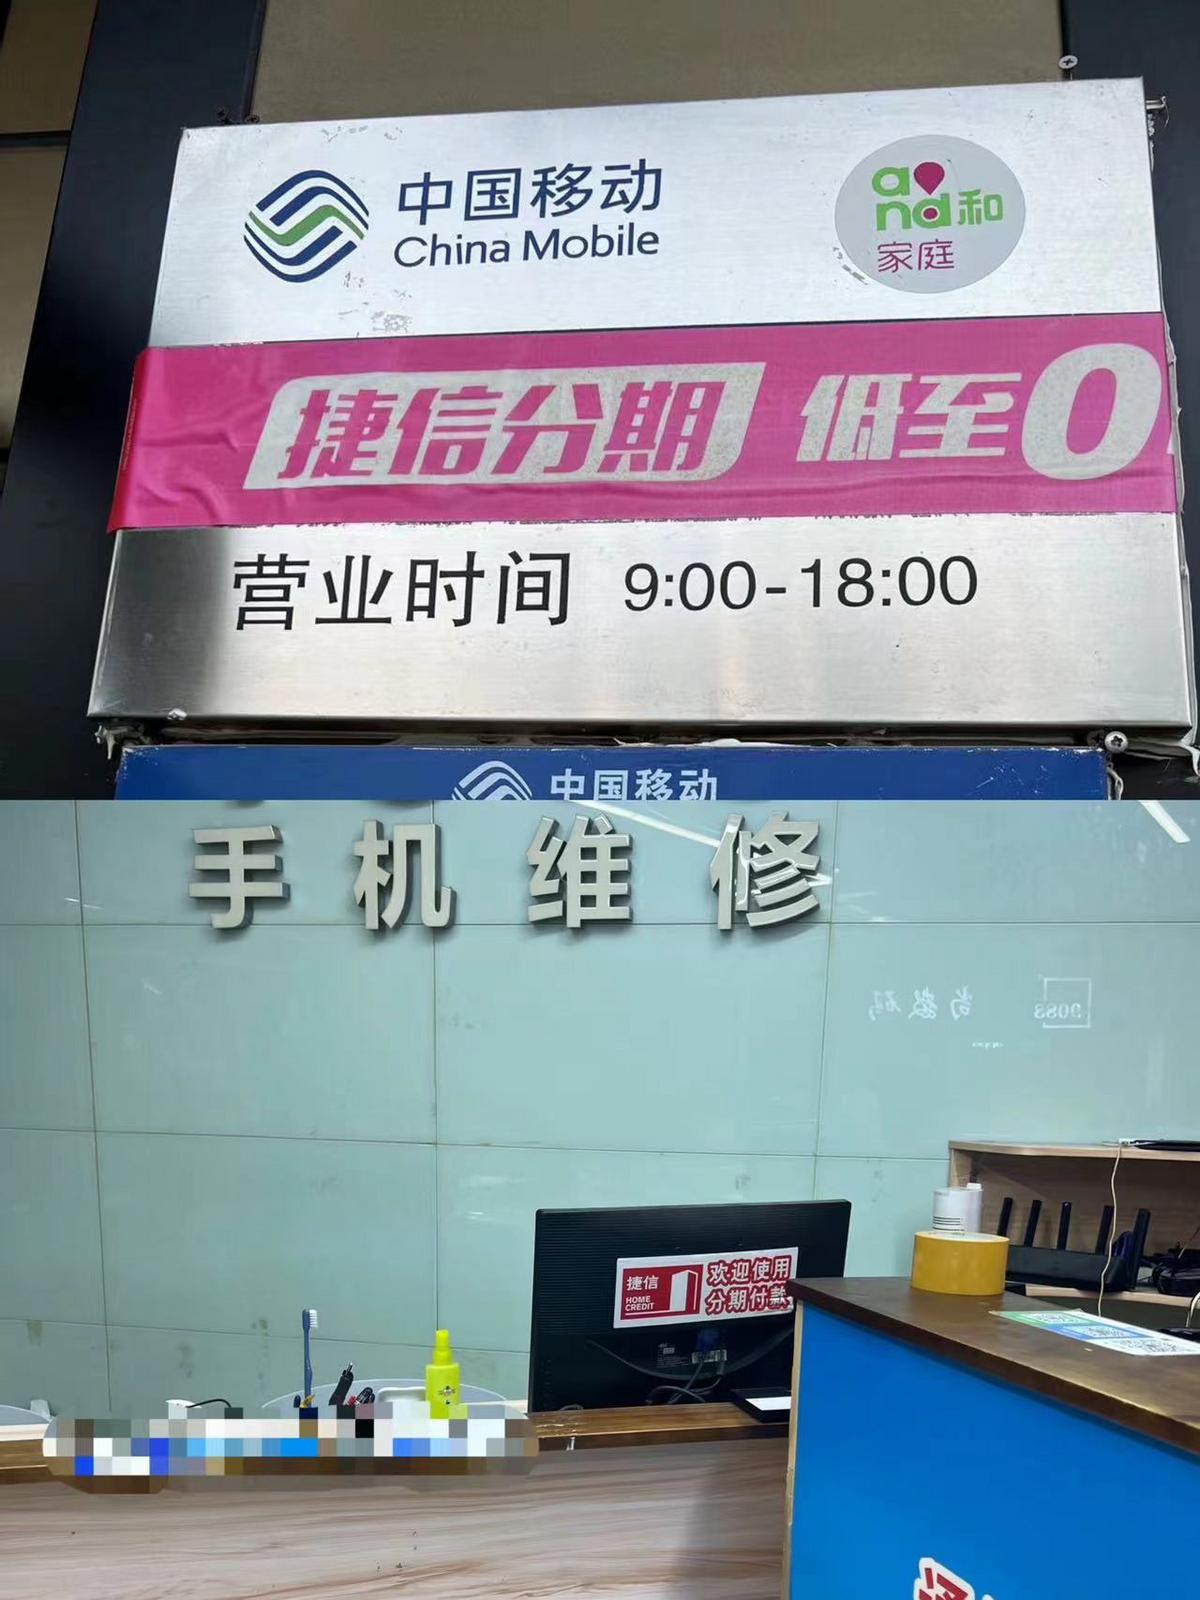 中国移动
China Mobile
and和
家庭
捷信分期 低至0
营业时间 9:00-18:00
中国移动
手机维修
捷信
HOME
CREDIT
欢迎使用
分期付款